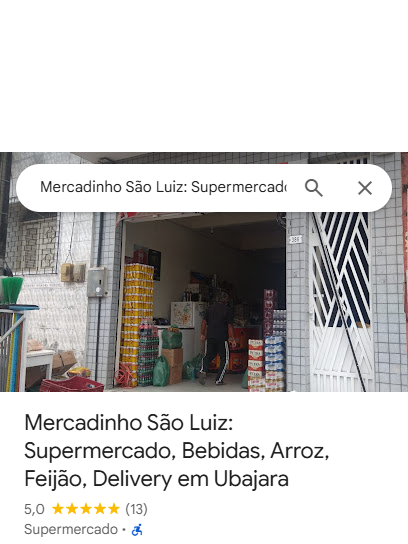 Mercadinho São Luiz: Supermercado
Mercadinho São Luiz:
Supermercado, Bebidas, Arroz,
Feijão, Delivery em Ubajara
5,0 (13)
Supermercado ·